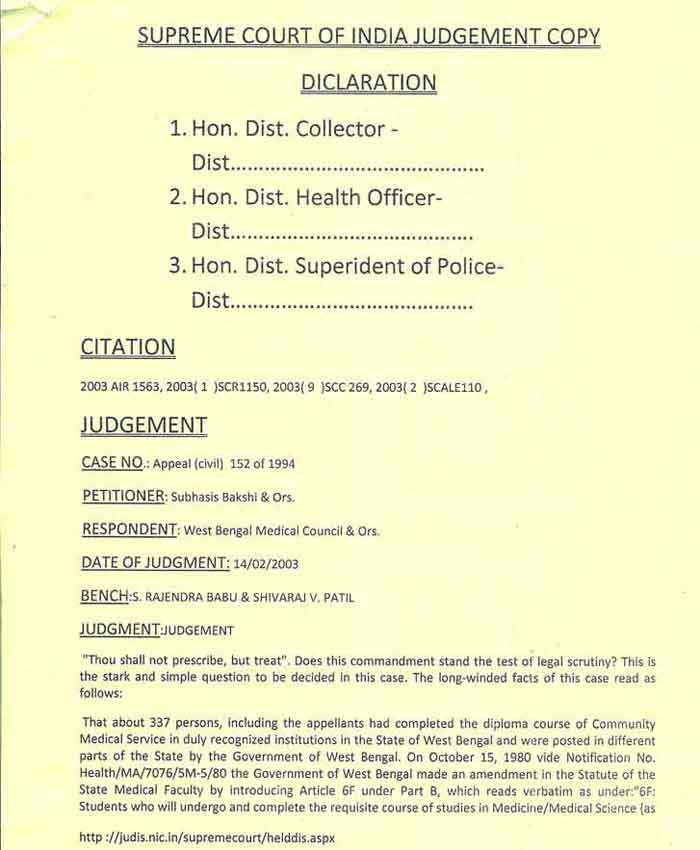 SUPREME COURT OF INDIA JUDGEMENT COPY
DICLARATION
1. Hon. Dist. Collector -
Dist.............................................
2. Hon. Dist. Health Officer-
Dist...........................................
3. Hon. Dist. Superident of Police-
Dist...........................................
CITATION
2003 AIR 1563, 2003( 1 )SCR1150, 2003( 9 )SCC 269, 2003( 2 )SCALE110 ,
JUDGEMENT
CASE NO.: Appeal (civil) 152 of 1994
PETITIONER: Subhasis Bakshi & Ors.
RESPONDENT: West Bengal Medical Council & Ors.
DATE OF JUDGMENT: 14/02/2003
BENCH:S. RAJENDRA BABU & SHIVARAJ V. PATIL
JUDGMENT:JUDGEMENT
"Thou shall not prescribe, but treat". Does this commandment stand the test of legal scrutiny? This is
the stark and simple question to be decided in this case. The long-winded facts of this case read as
follows:
That about 337 persons, including the appellants had completed the diploma course of Community
Medical Service in duly recognized institutions in the State of West Bengal and were posted in different
parts of the State by the Government of West Bengal. On October 15, 1980 vide Notification No.
Health/MA/7076/5M-5/80 the Government of West Bengal made an amendment in the Statute of the
State Medical Faculty by introducing Article 6F under Part B, which reads verbatim as under:"6F:
Students who will undergo and complete the requisite course of studies in Medicine/Medical Science (as
http ://judis.nic.in/supremecourt/helddis.aspx